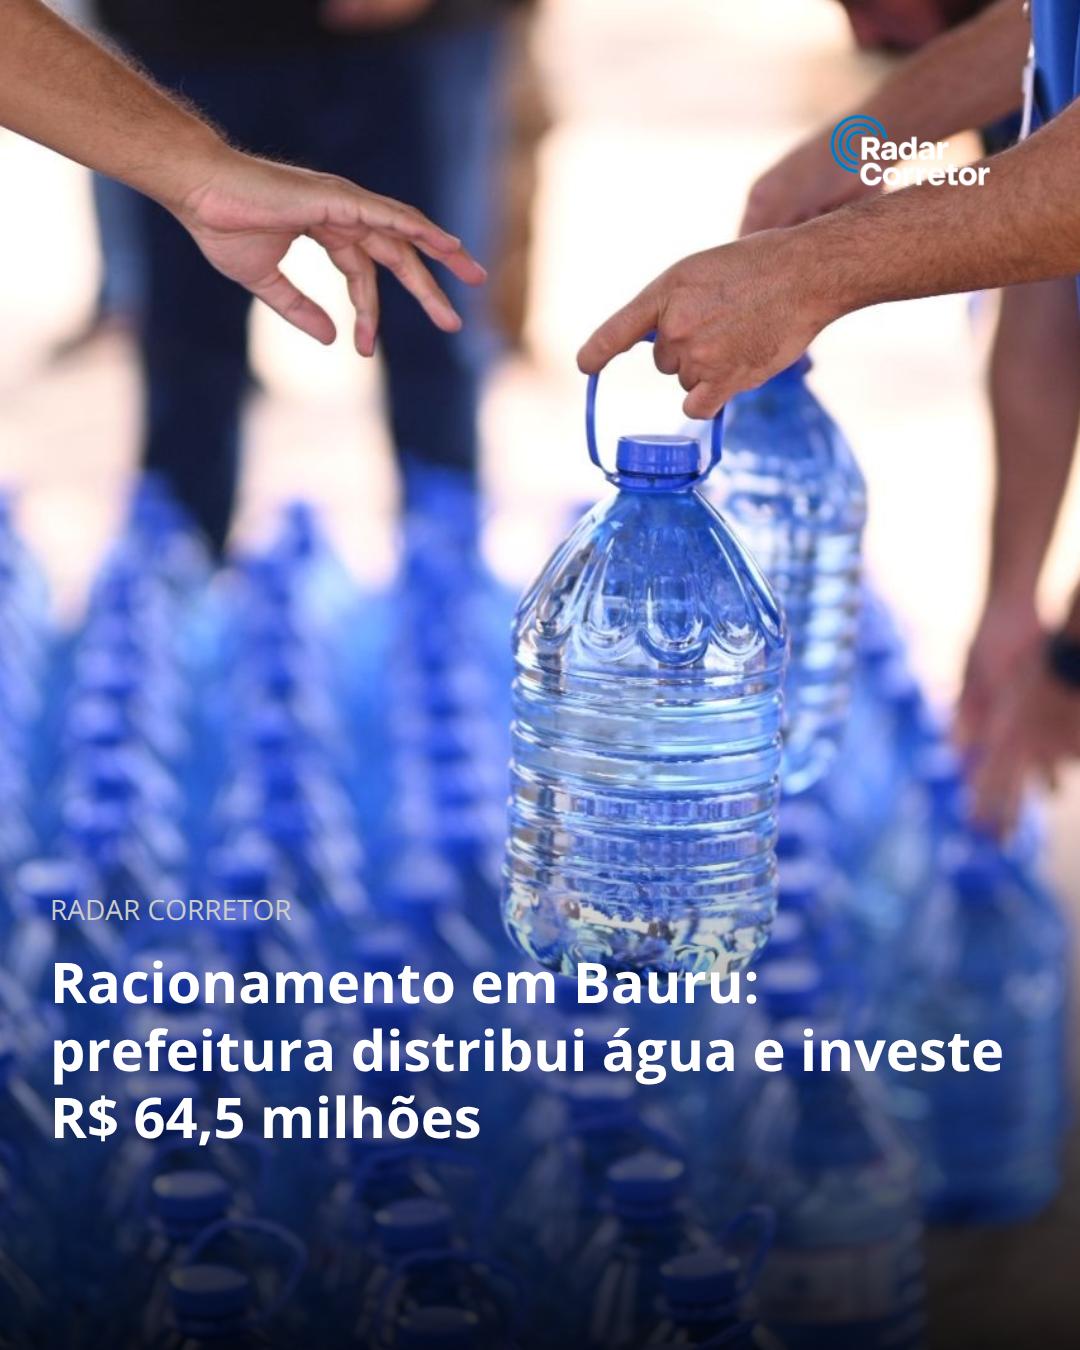 Radar
Corretor
RADAR CORRETOR
Racionamento em Bauru:
prefeitura distribui água e investe
R$ 64,5 milhões